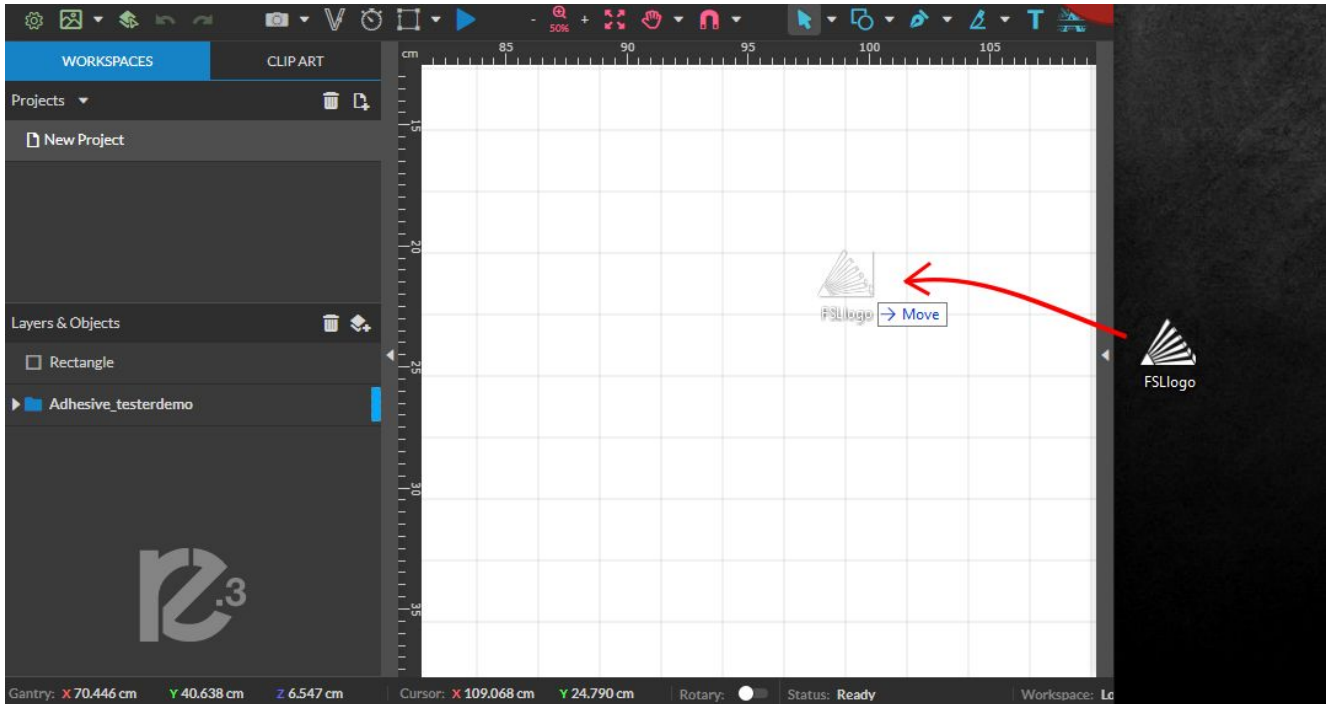 50%
- +
T
WORKSPACES
CLIP ART
cm
85 90 95 100 105
Projects
New Project
15
20
FSLlogo
→ Move
FSLlogo
Layers & Objects
Rectangle
25
Adhesive_testerdemo
30
re.3
35
Gantry: X 70.446 cm Y 40.638 cm Z 6.547 cm Cursor: X 109.068 cm Y 24.790 cm Rotary: Status: Ready Workspace: Lo